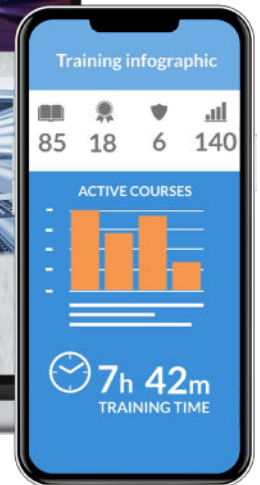 Training infographic
85 18 6 140
ACTIVE COURSES
7h 42m
TRAINING TIME